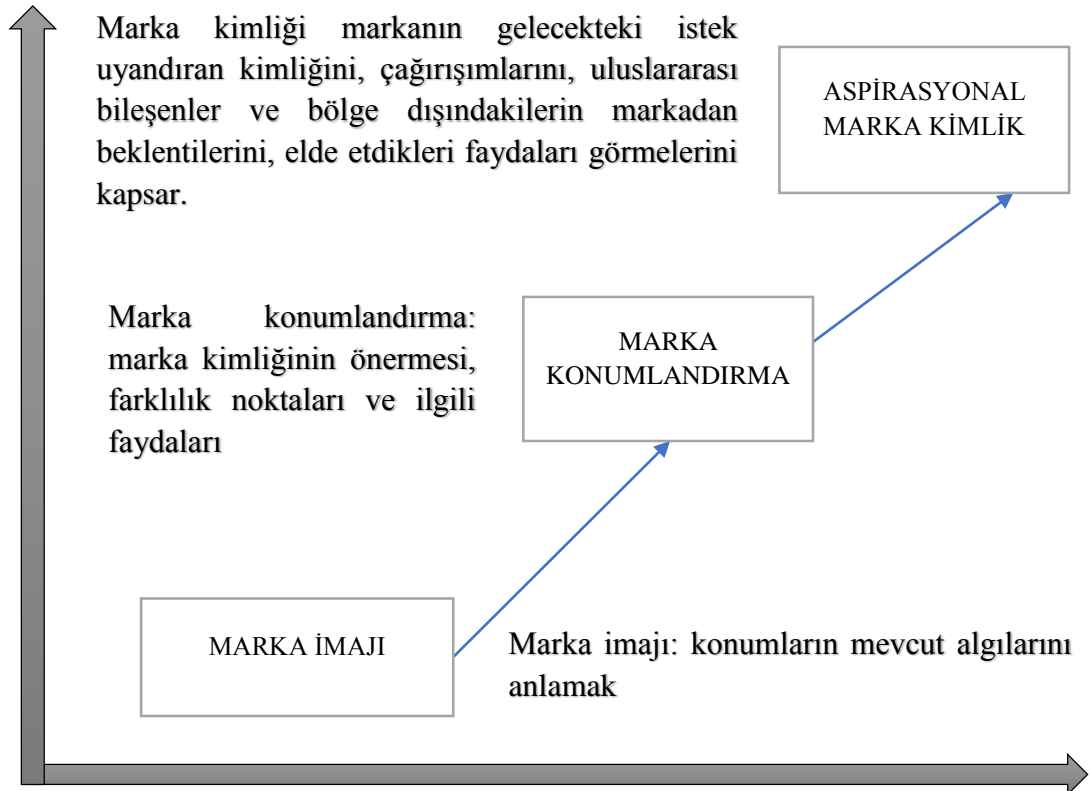 Marka kimliği markanın gelecekteki istek
uyandıran kimliğini, çağırışımlarını, uluslararası
bileşenler ve bölge dışındakilerin markadan
beklentilerini, elde etdikleri faydaları görmelerini
kapsar.
ASPİRASYONAL
MARKA KİMLİK
Marka konumlandırma:
marka kimliğinin önermesi,
farklılık noktaları ve ilgili
faydaları
MARKA
KONUMLANDIRMA
MARKA İMAJI
Marka imajı: konumların mevcut algılarını
anlamak